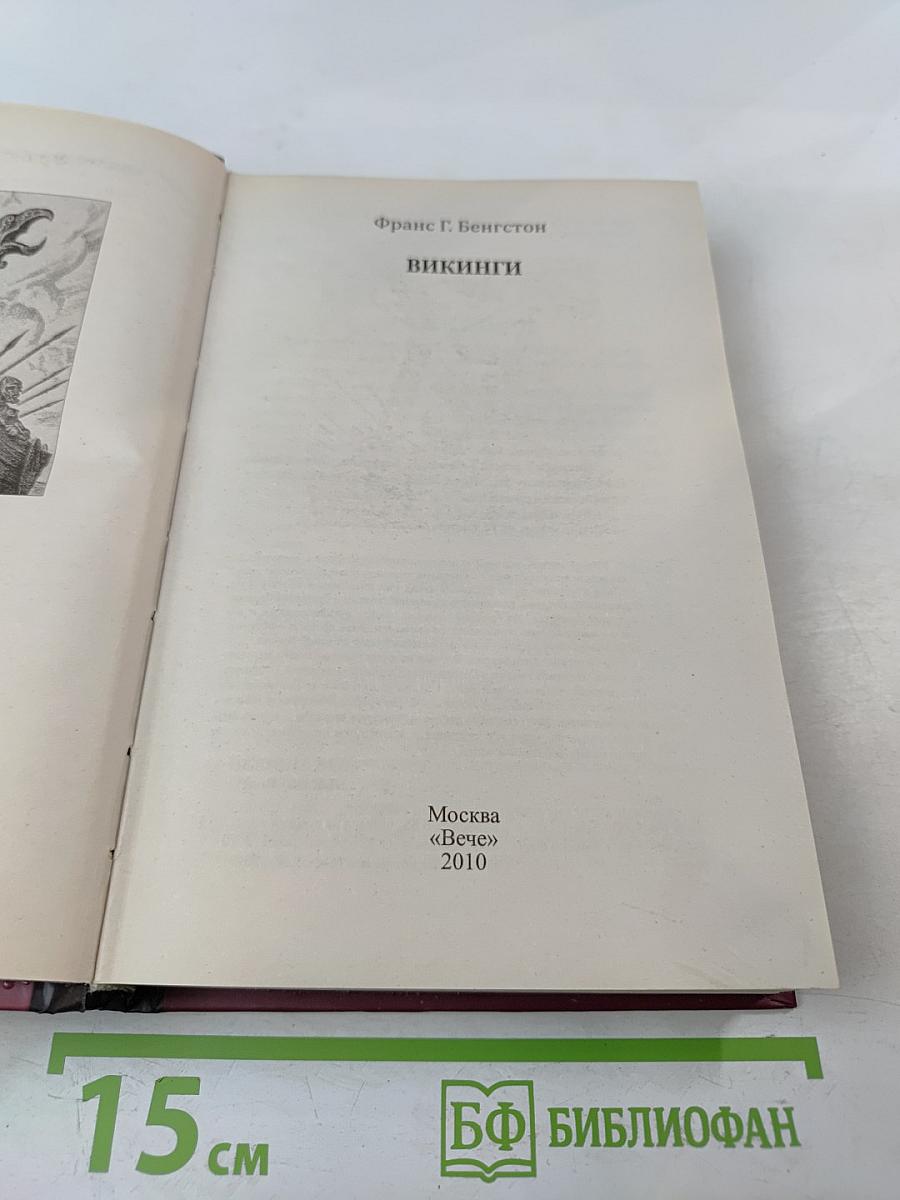 Франс Г. Бенгстон
ВИКИНГИ
Москва
«Вече»
2010
15 см
БФ БИБЛИОФАН